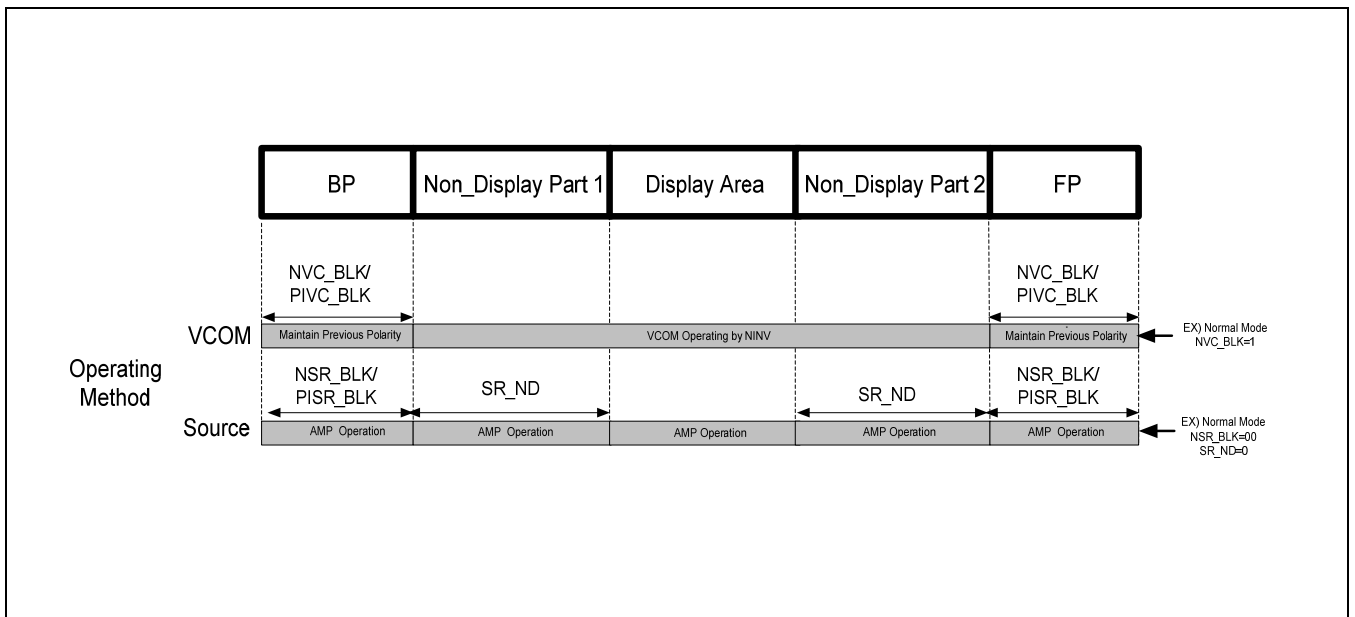 BP
Non_Display Part 1
Display Area
Non_Display Part 2
FP
NVC_BLK/
PIVC_BLK
NVC_BLK/
PIVC_BLK
VCOM
Maintain Previous Polarity
VCOM Operating by NINV
Maintain Previous Polarity
EX) Normal Mode
NVC_BLK=1
Operating
Method
NSR_BLK/
PISR_BLK
SR_ND
SR_ND
NSR_BLK/
PISR_BLK
Source
AMP Operation
AMP Operation
AMP Operation
AMP Operation
AMP Operation
EX) Normal Mode
NSR_BLK=00
SR_ND=0